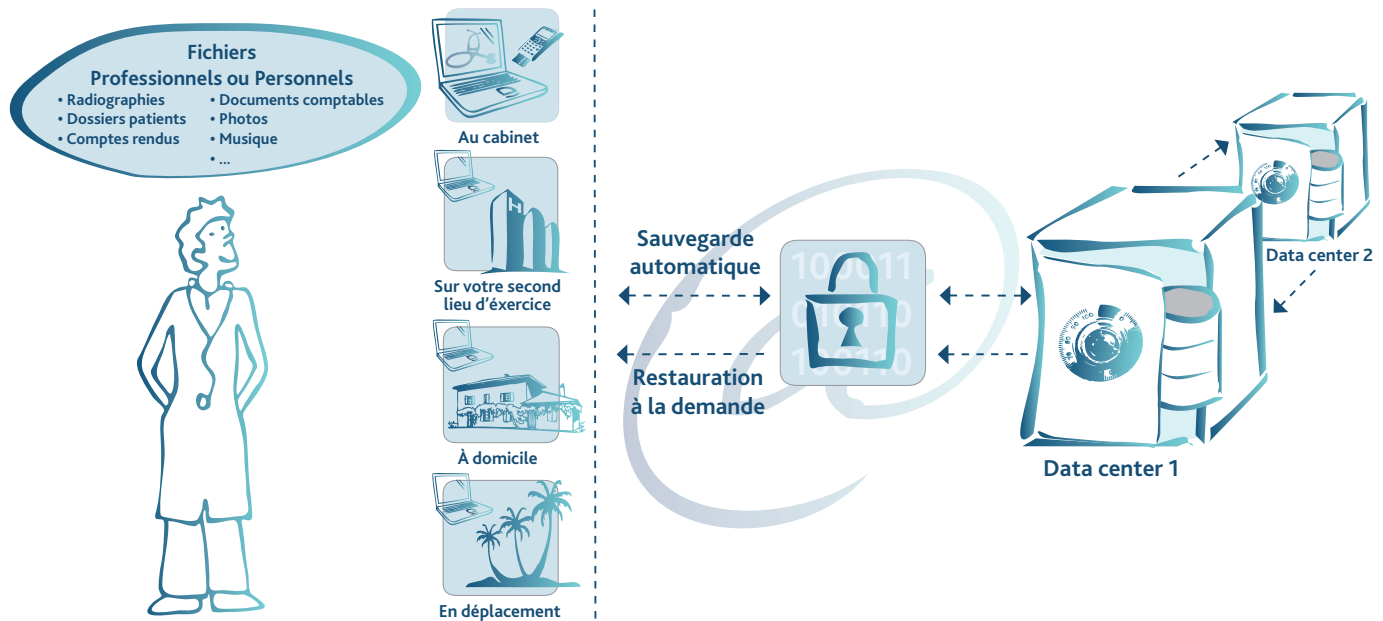 Fichiers
Professionnels ou Personnels
• Radiographies
• Dossiers patients
• Comptes rendus
• Documents comptables
• Photos
• Musique
• ...
Au cabinet
H
Sur votre second
lieu d'éxercice
À domicile
En déplacement
Sauvegarde
automatique
Restauration
à la demande
100011
010110
100110
Data center 1
Data center 2